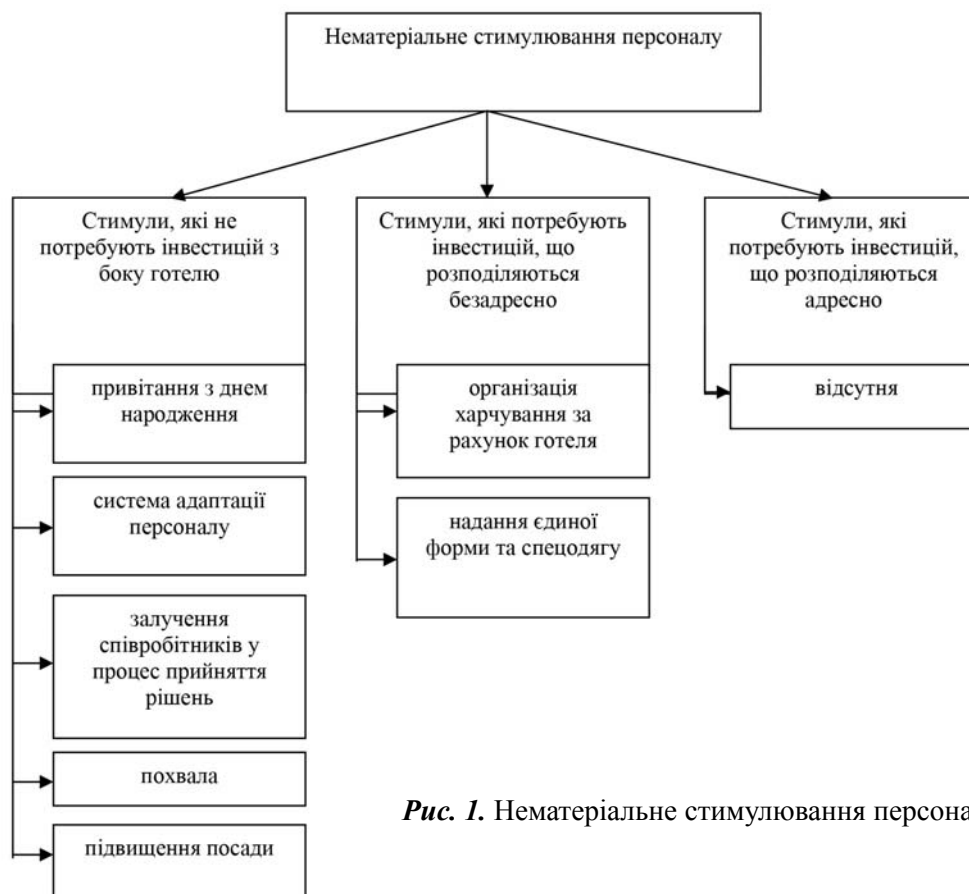 Нематеріальне стимулювання персоналу
Стимули, які не
потребують інвестицій з
боку готелю
привітання з днем
народження
система адаптації
персоналу
залучення
співробітників у
процес прийняття
рішень
похвала
підвищення посади
Стимули, які потребують
інвестицій, що
розподіляються
безадресно
організація
харчування за
рахунок готеля
надання єдиної
форми та спецодягу
Стимули, які
потребують інвестицій,
що розподіляються
адресно
відсутня
Рис. 1. Нематеріальне стимулювання персона